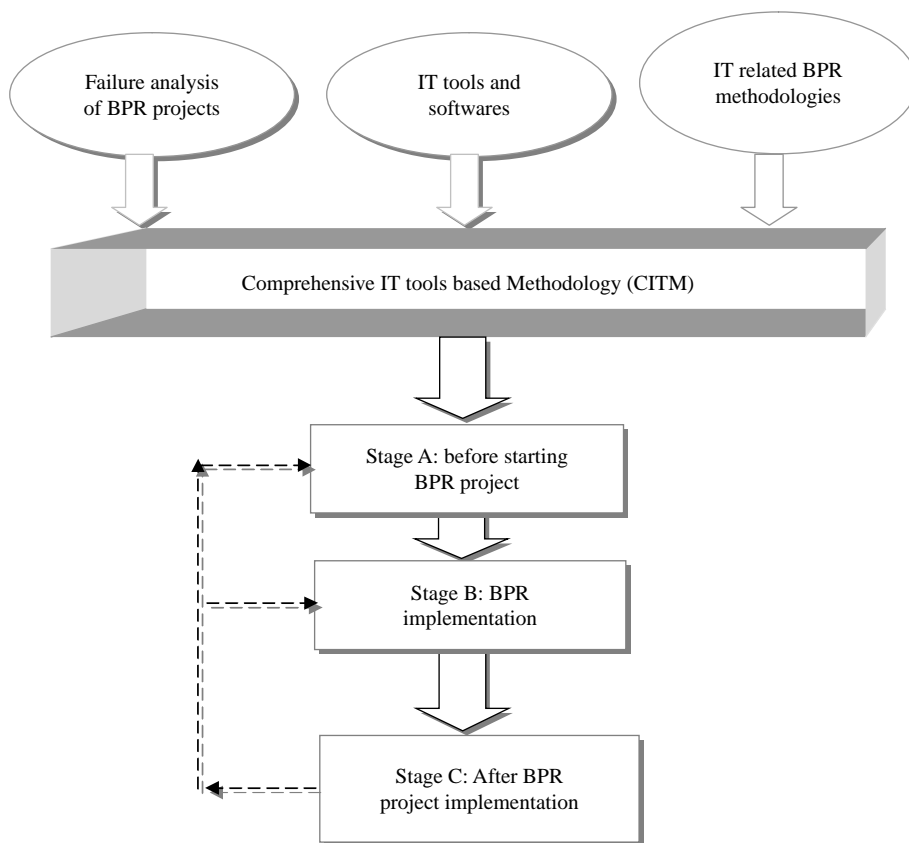 Failure analysis
of BPR projects
IT tools and
softwares
IT related BPR
methodologies
Comprehensive IT tools based Methodology (CITM)
Stage A: before starting
BPR project
Stage B: BPR
implementation
Stage C: After BPR
project implementation